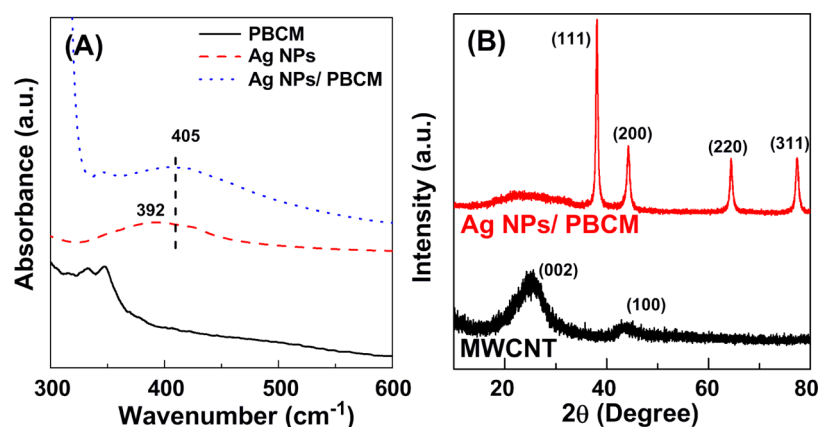 (A)
PBCM
Ag NPs
Ag NPs/ PBCM
405
392
Absorbance (a.u.)
300 400 500 600
Wavenumber (cm-1)
(B)
(111)
(200)
(220)
(311)
Ag NPs/ PBCM
(002)
(100)
MWCNT
Intensity (a.u.)
20 40 60 80
2θ (Degree)